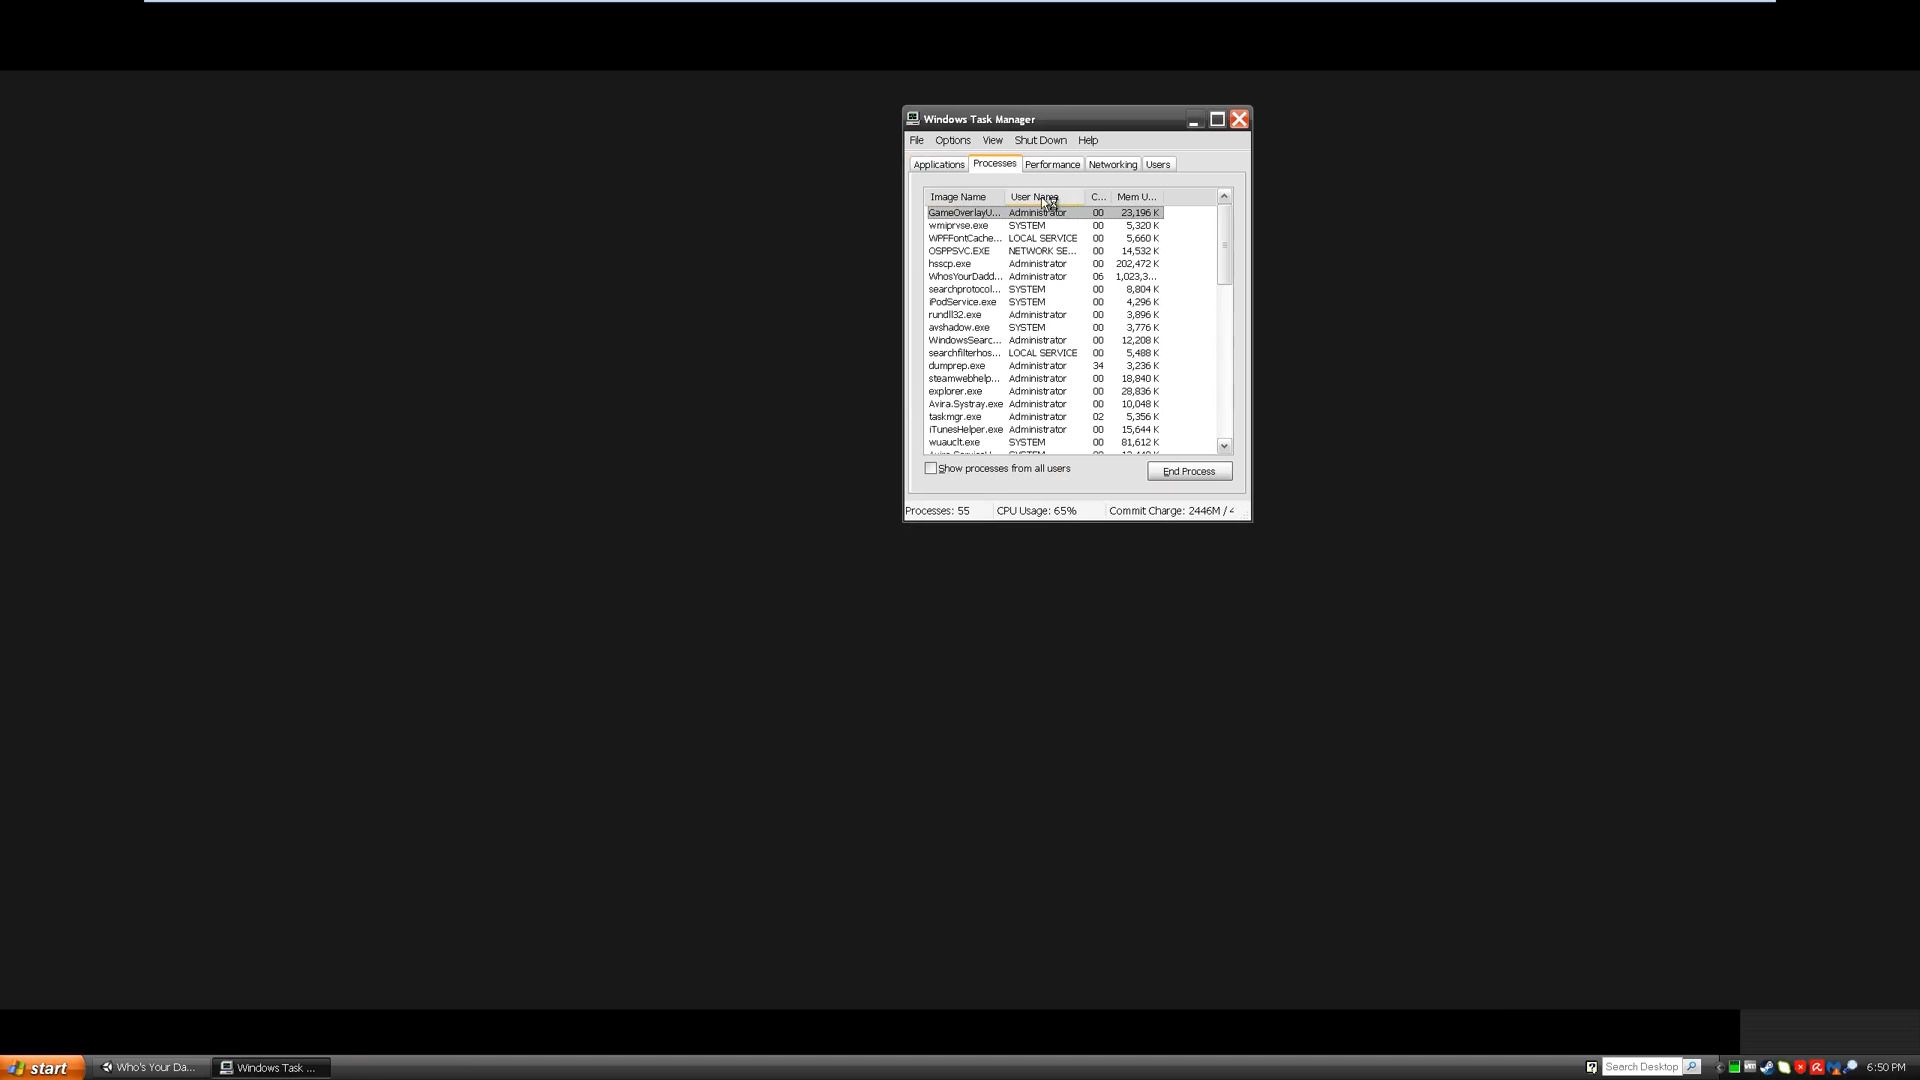 Windows Task Manager
File Options View Shut Down Help
Applications Processes Performance Networking Users
Image Name User Name C... Mem U...
GameOverlayU... Administrator 00 23,196 K
wmiprvse.exe SYSTEM 00 5,320 K
WPFFontCache... LOCAL SERVICE 00 5,660 K
OSPPSVC.EXE NETWORK SE... 00 14,532 K
hsscp.exe Administrator 00 202,472 K
WhosYourDadd... Administrator 06 1,023,3...
searchprotocol... SYSTEM 00 8,804 K
iPodService.exe SYSTEM 00 4,296 K
rundll32.exe Administrator 00 3,896 K
avshadow.exe SYSTEM 00 3,776 K
WindowsSearc... Administrator 00 12,208 K
searchfilterhos... LOCAL SERVICE 00 5,488 K
dumprep.exe Administrator 34 3,236 K
steamwebhelp... Administrator 00 18,840 K
explorer.exe Administrator 00 28,836 K
Avira.Systray.exe Administrator 00 10,048 K
taskmgr.exe Administrator 02 5,356 K
iTunesHelper.exe Administrator 00 15,644 K
wuauclt.exe SYSTEM 00 81,612 K
Show processes from all users End Process
Processes: 55 CPU Usage: 65% Commit Charge: 2446M /
start Who's Your Da... Windows Task ... Search Desktop 6:50 PM